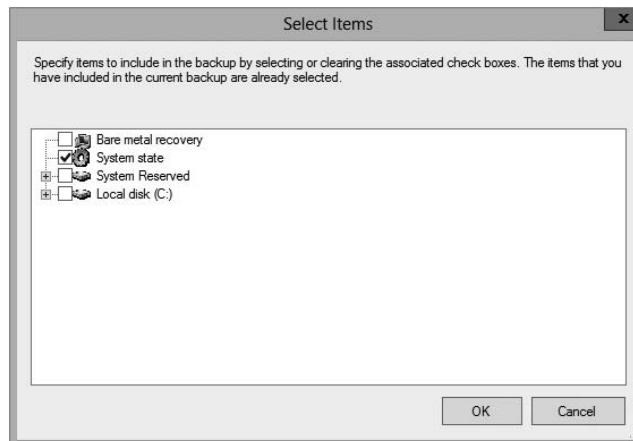 Select Items
x
Specify items to include in the backup by selecting or clearing the associated check boxes. The items that you
have included in the current backup are already selected.
Bare metal recovery
System state
System Reserved
Local disk (C:)
OK
Cancel